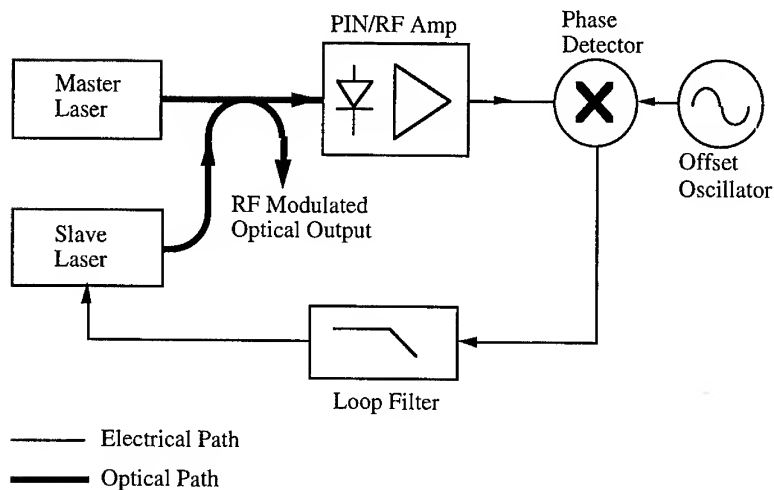 PIN/RF Amp
Phase
Detector
Master
Laser
Offset
Oscillator
RF Modulated
Optical Output
Slave
Laser
Loop Filter
Electrical Path
Optical Path